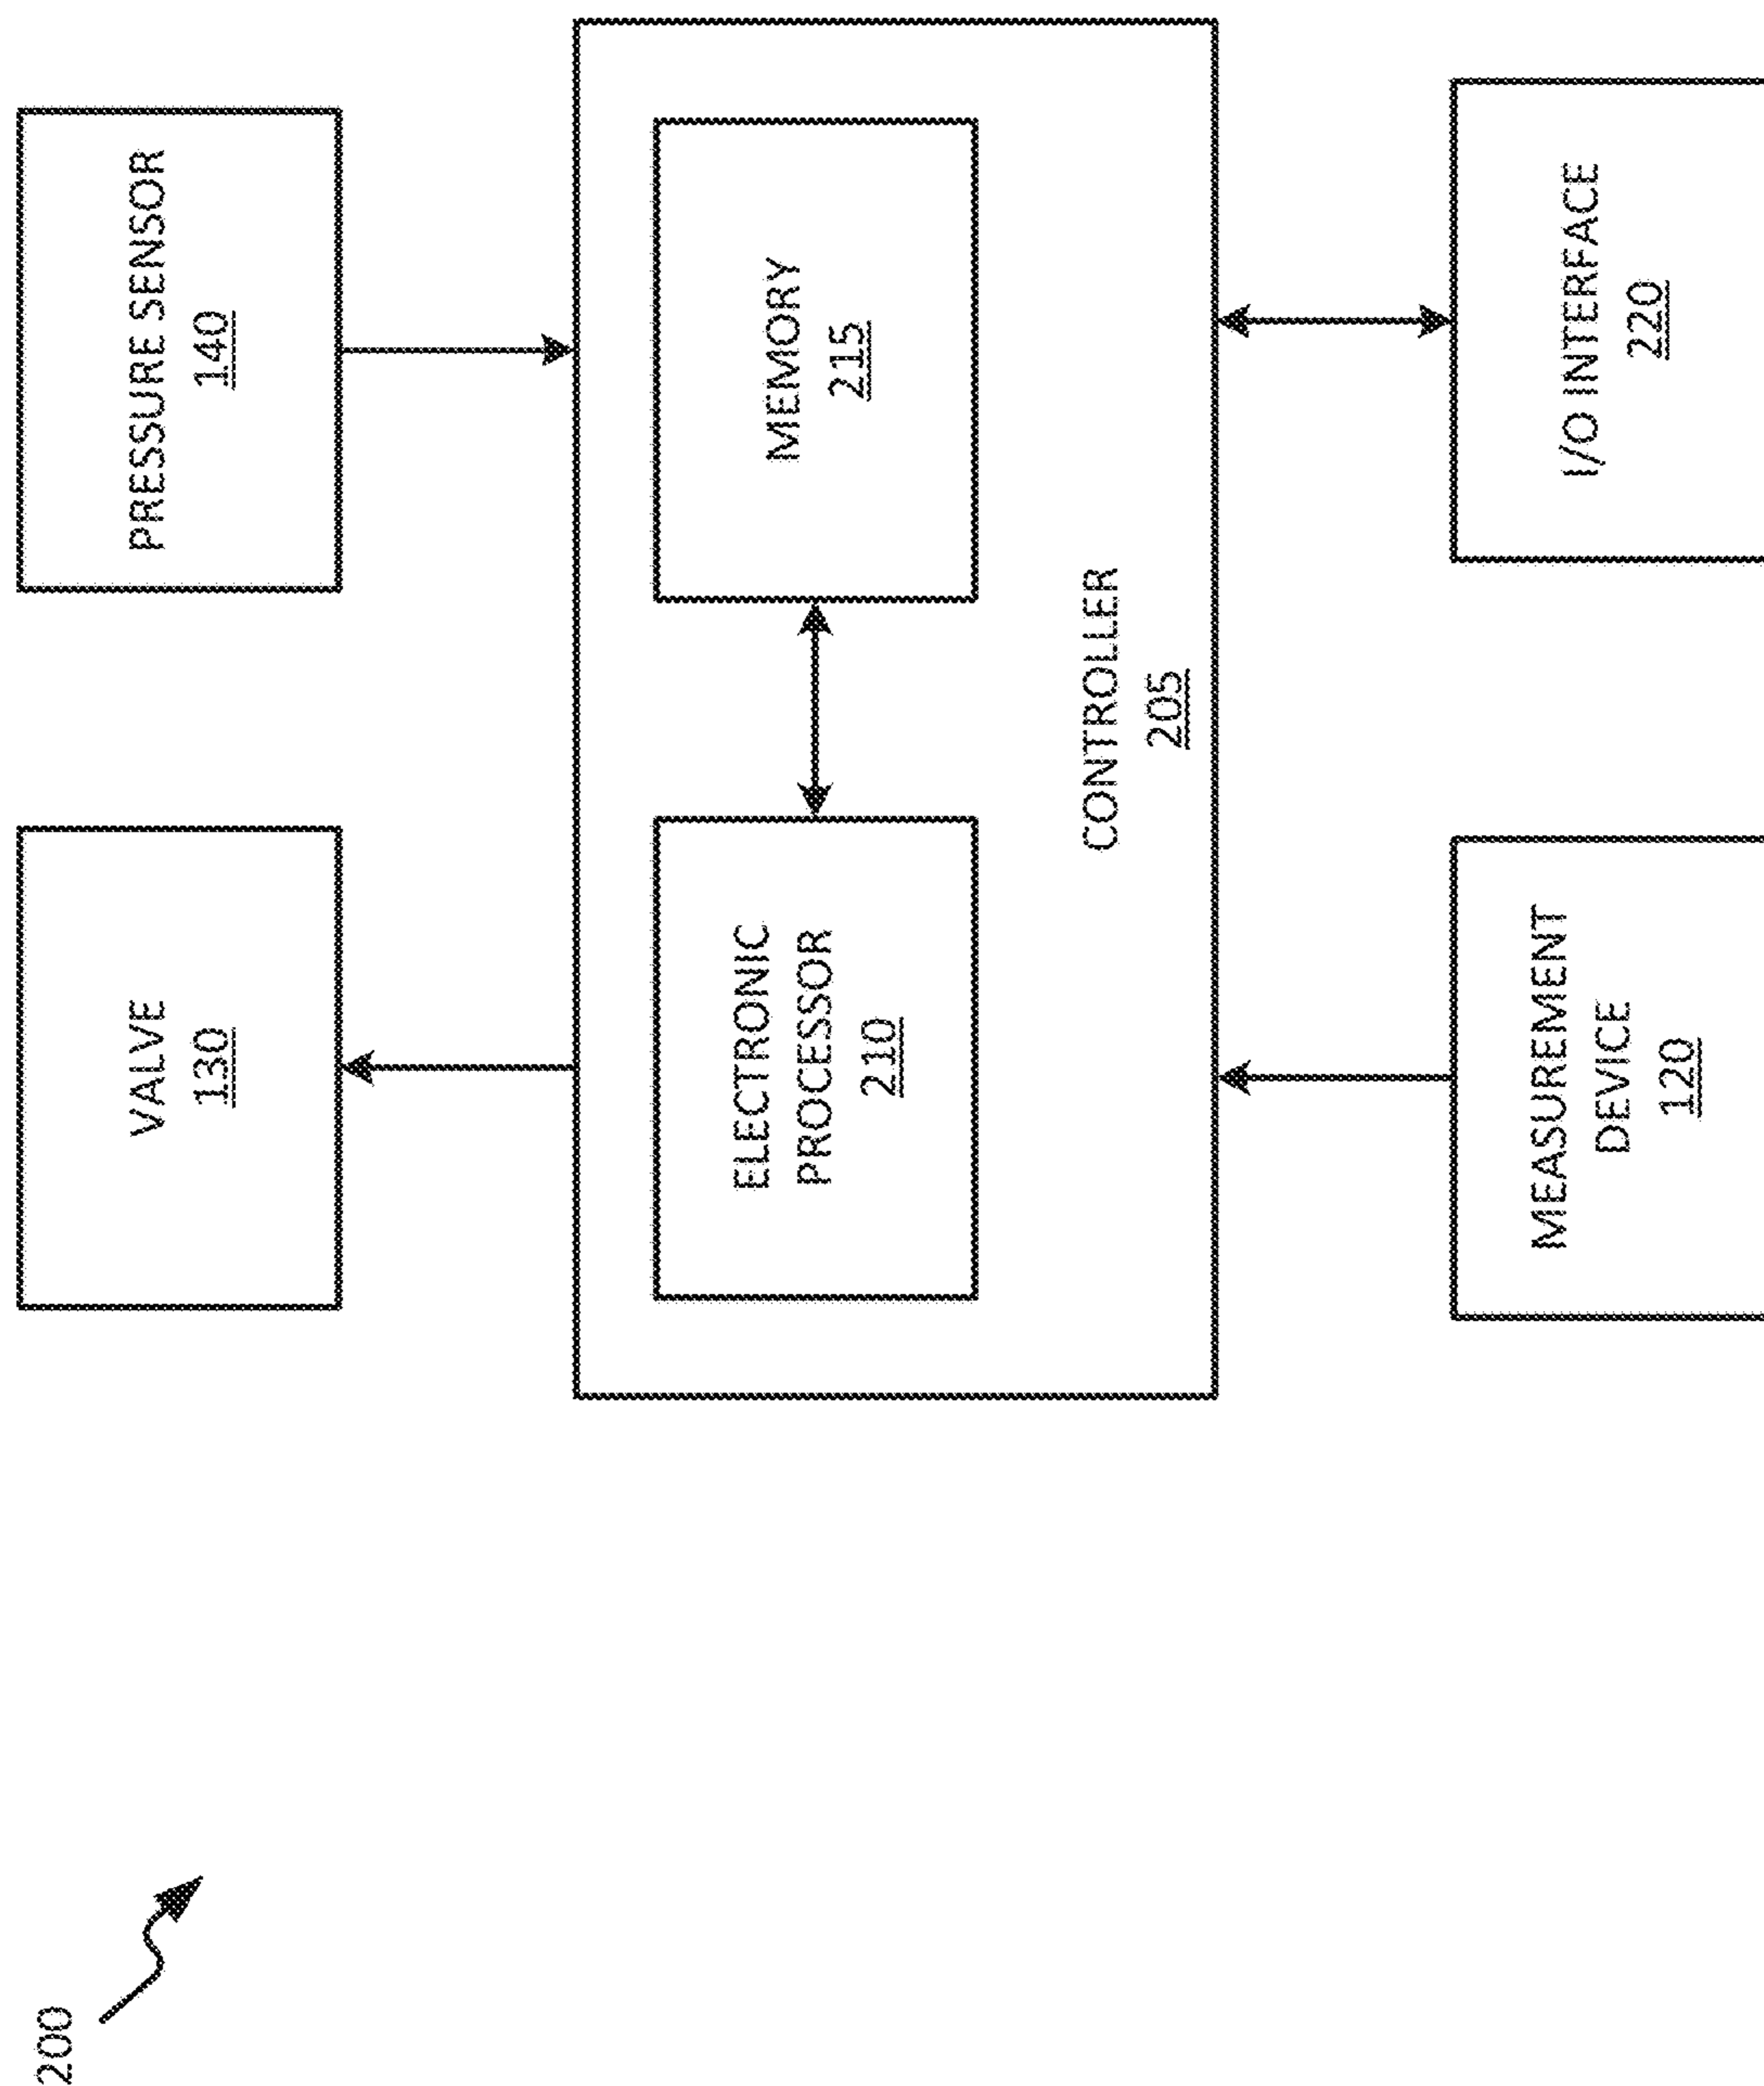 200
VALVE
130
PRESSURE SENSOR
140
ELECTRONIC
PROCESSOR
210
MEMORY
215
CONTROLLER
205
MEASUREMENT
DEVICE
120
I/O INTERFACE
220